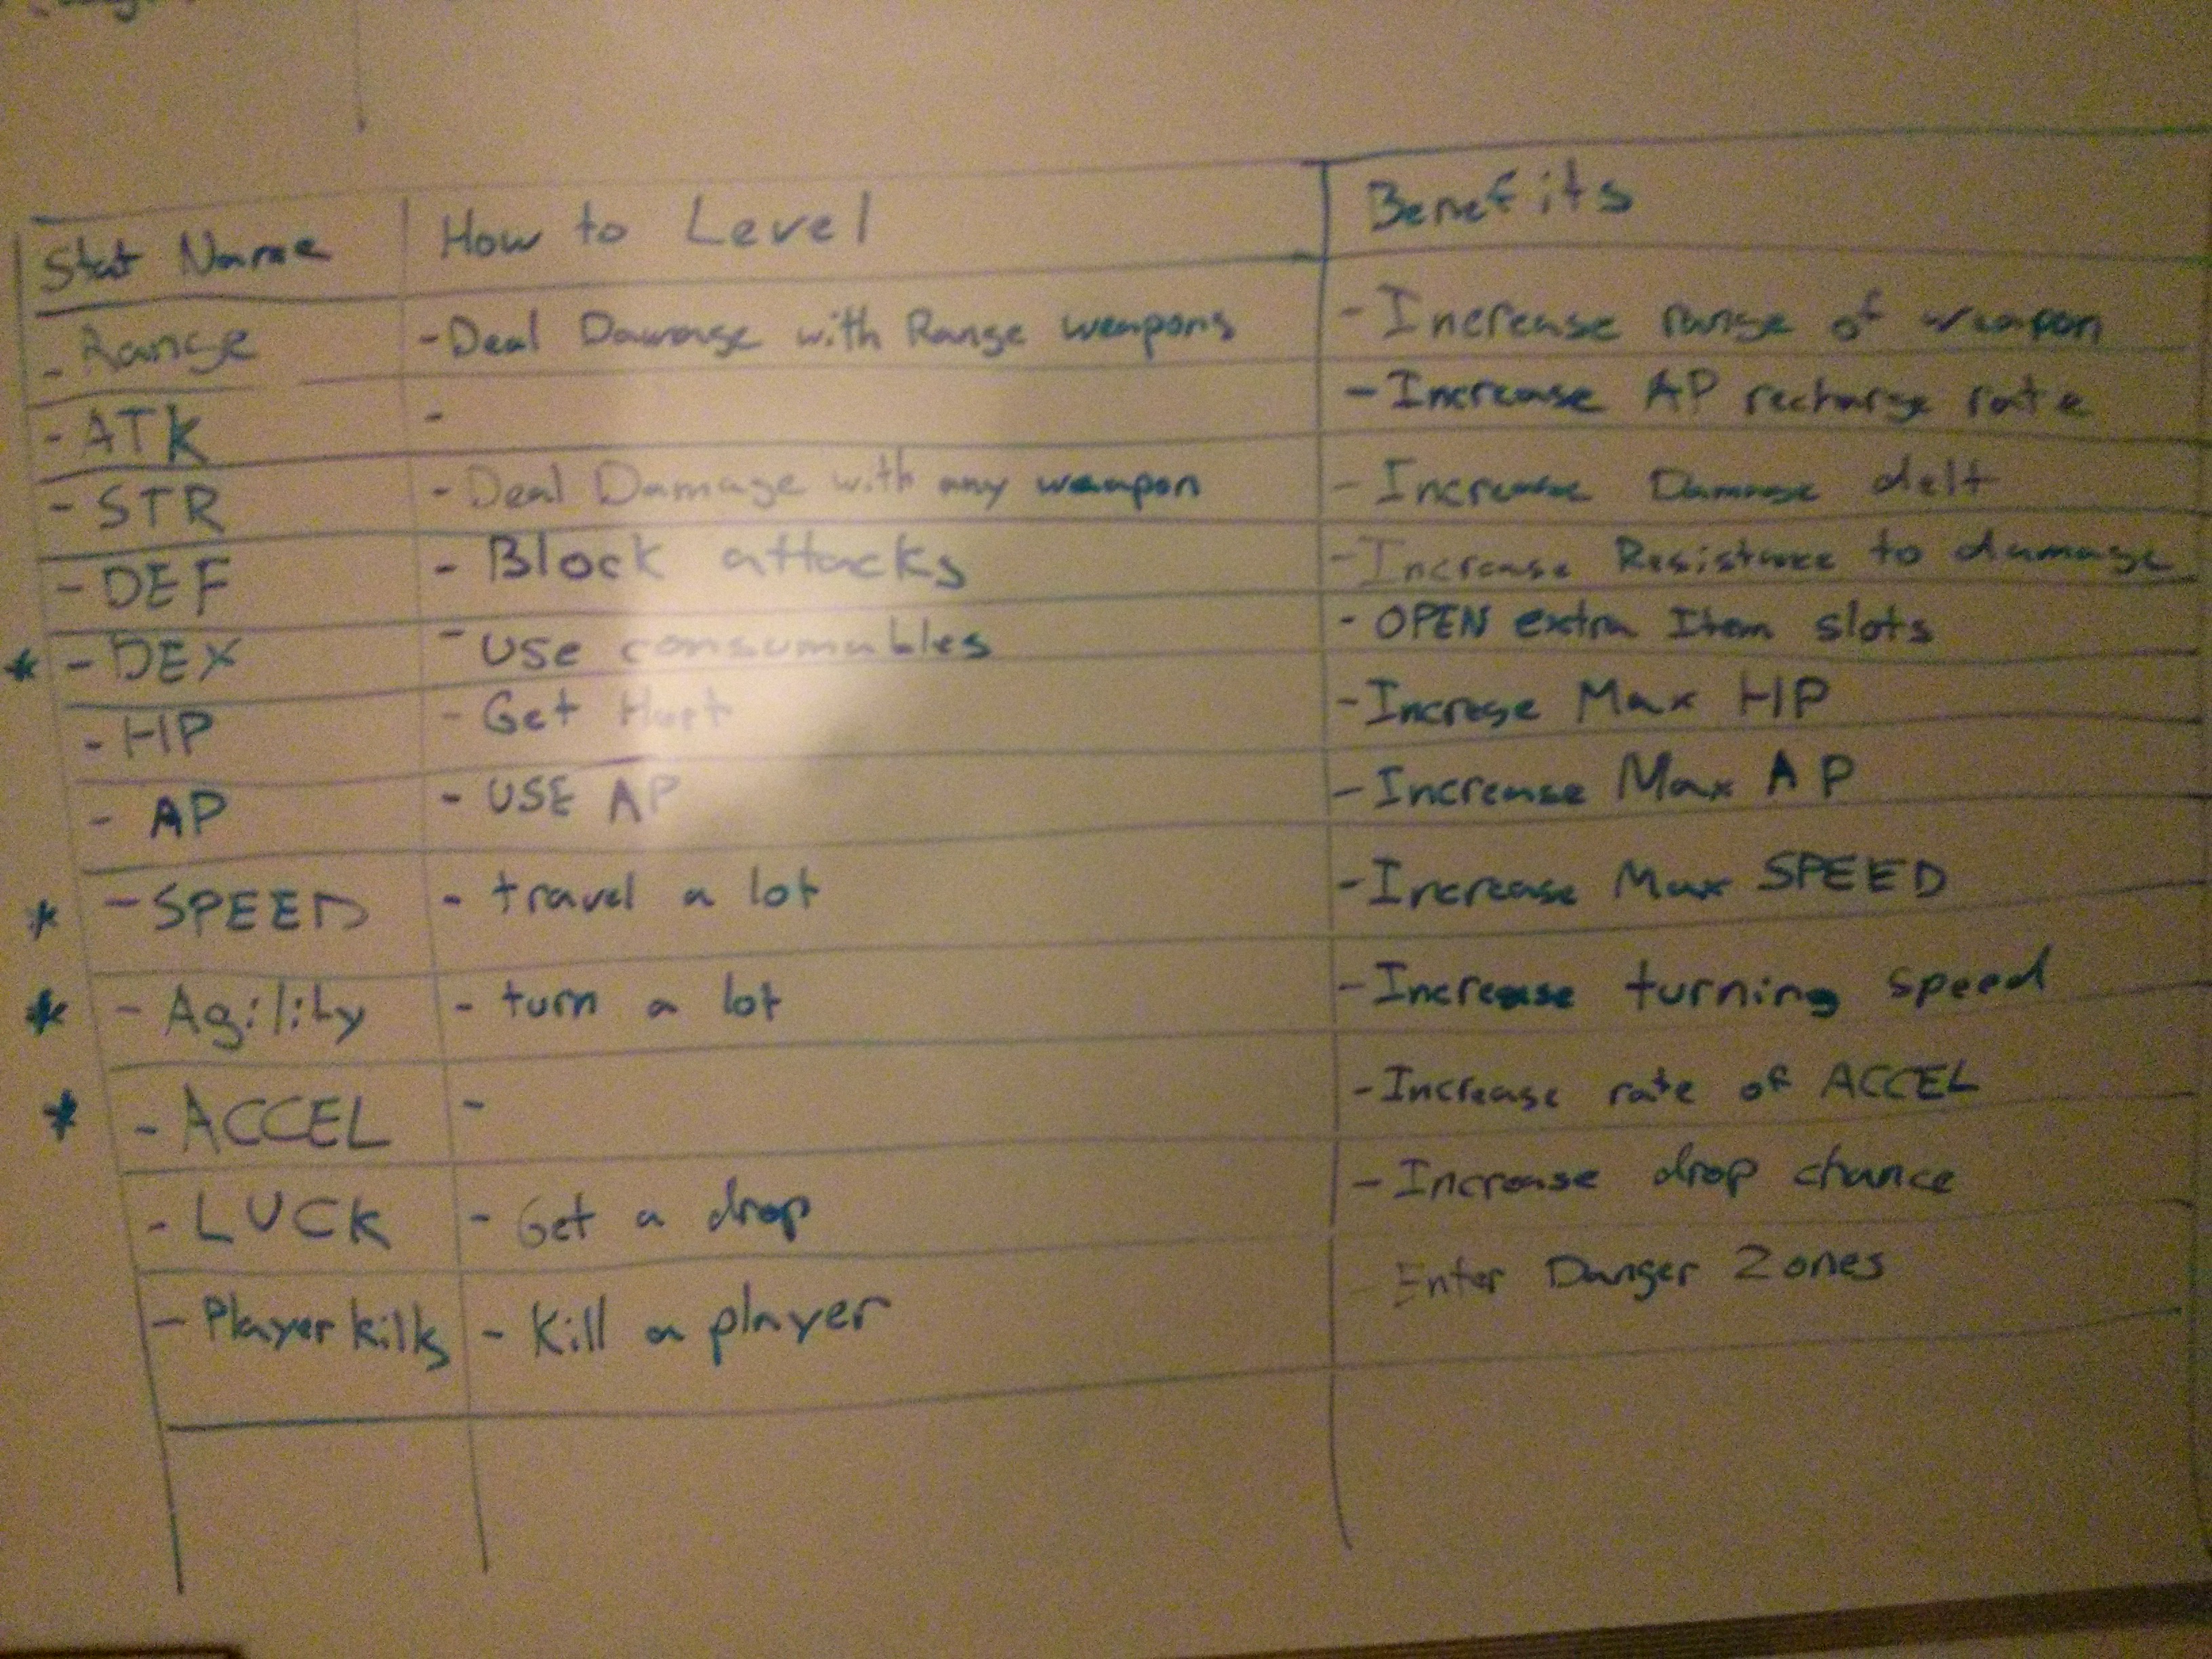 Stat Name How to Level Benefits
- Range - Deal Damage with Range weapons - Increase range of weapon
- ATK - - Increase AP recharge rate
- STR - Deal Damage with any weapon - Increase Damage delt
- DEF - Block attacks - Increase Resistance to damage
* - DEX - Use consumables - OPEN extra Item slots
- HP - Get Hurt - Increse Max HP
- AP - USE AP - Increase Max AP
* - SPEED - travel a lot - Increase Max SPEED
* - Agility - turn a lot - Increase turning speed
* - ACCEL - - Increase rate of ACCEL
- LUCK - Get a drop - Increase drop chance
- Player kills - Kill a player - Enter Danger Zones